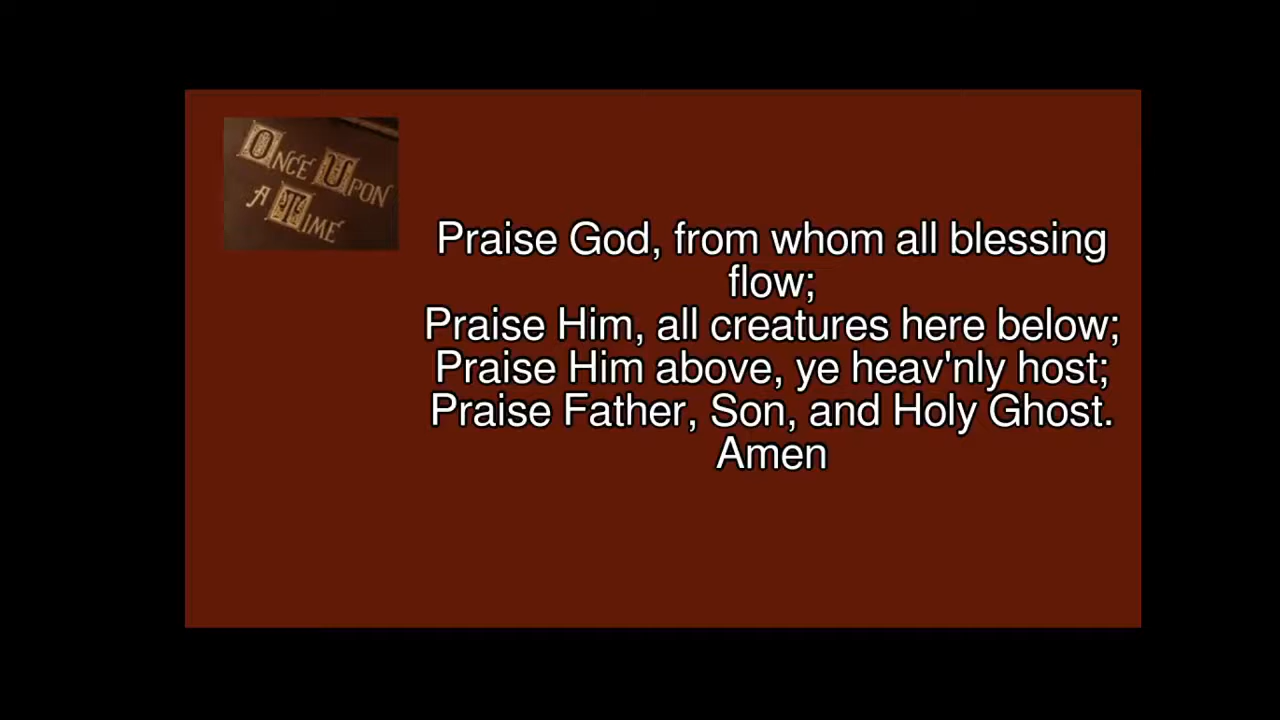 ONCE UPON
A TIME
Praise God, from whom all blessing
flow;
Praise Him, all creatures here below;
Praise Him above, ye heav'nly host;
Praise Father, Son, and Holy Ghost.
Amen